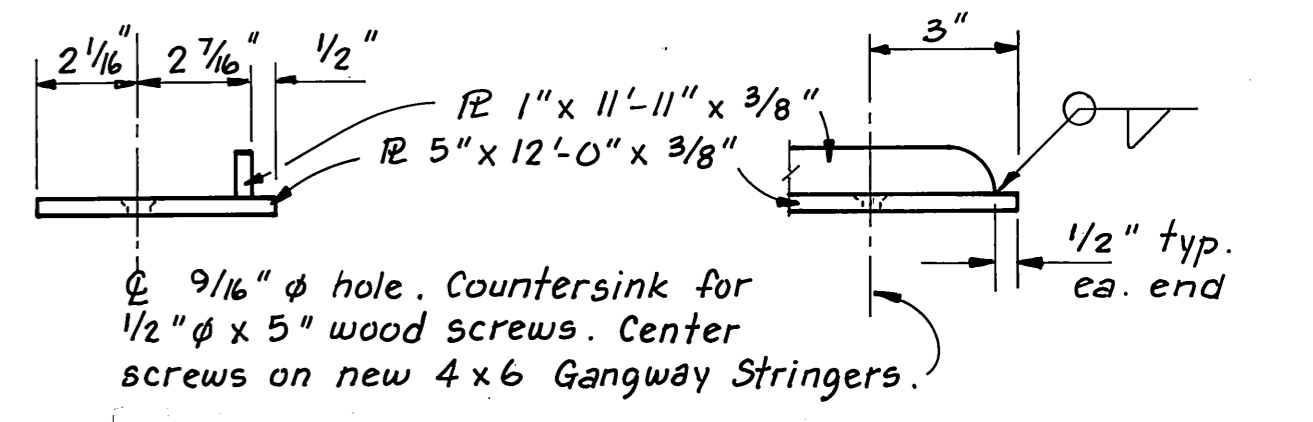 2 1/16" 2 7/16" 1/2" 3"
℄ 1" x 11'-11" x 3/8"
℄ 5" x 12'-0" x 3/8"
1/2" typ.
ea. end
℄ 9/16" ø hole. Countersink for
1/2" ø x 5" wood screws. Center
screws on new 4 x 6 Gangway Stringers.